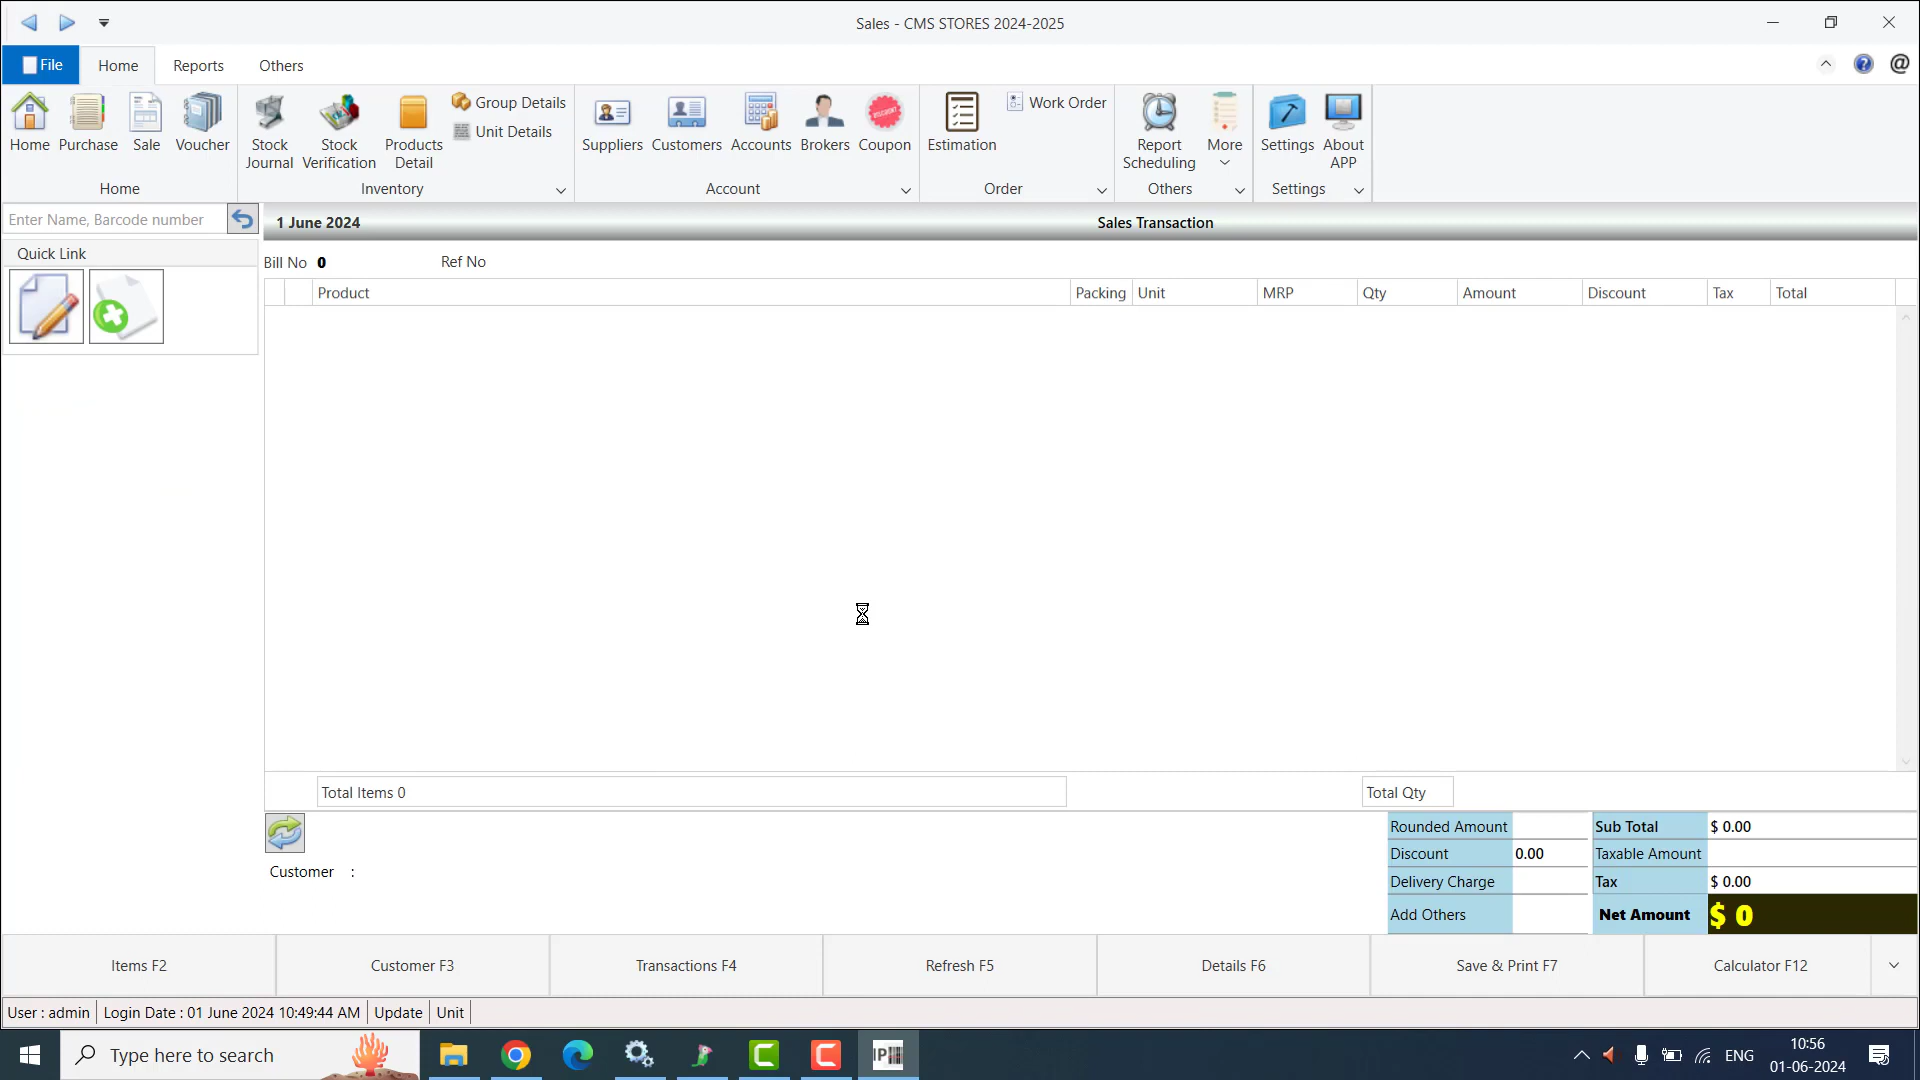 Sales - CMS STORES 2024-2025
File Home Reports Others
Home Purchase Sale Voucher
Home
Stock Journal Stock Verification Products Detail
Group Details
Unit Details
Inventory
Suppliers Customers Accounts Brokers Coupon
Account
Estimation Work Order
Order
Report Scheduling More
Others
Settings About APP
Settings
Enter Name, Barcode number
Quick Link
1 June 2024 Sales Transaction
Bill No 0 Ref No
Product Packing Unit MRP Qty Amount Discount Tax Total
Total Items 0 Total Qty
Customer :
Rounded Amount Sub Total $ 0.00
Discount 0.00 Taxable Amount
Delivery Charge Tax $ 0.00
Add Others Net Amount $ 0
Items F2 Customer F3 Transactions F4 Refresh F5 Details F6 Save & Print F7 Calculator F12
User : admin Login Date : 01 June 2024 10:49:44 AM Update Unit
Type here to search
IP
ENG
10:56
01-06-2024